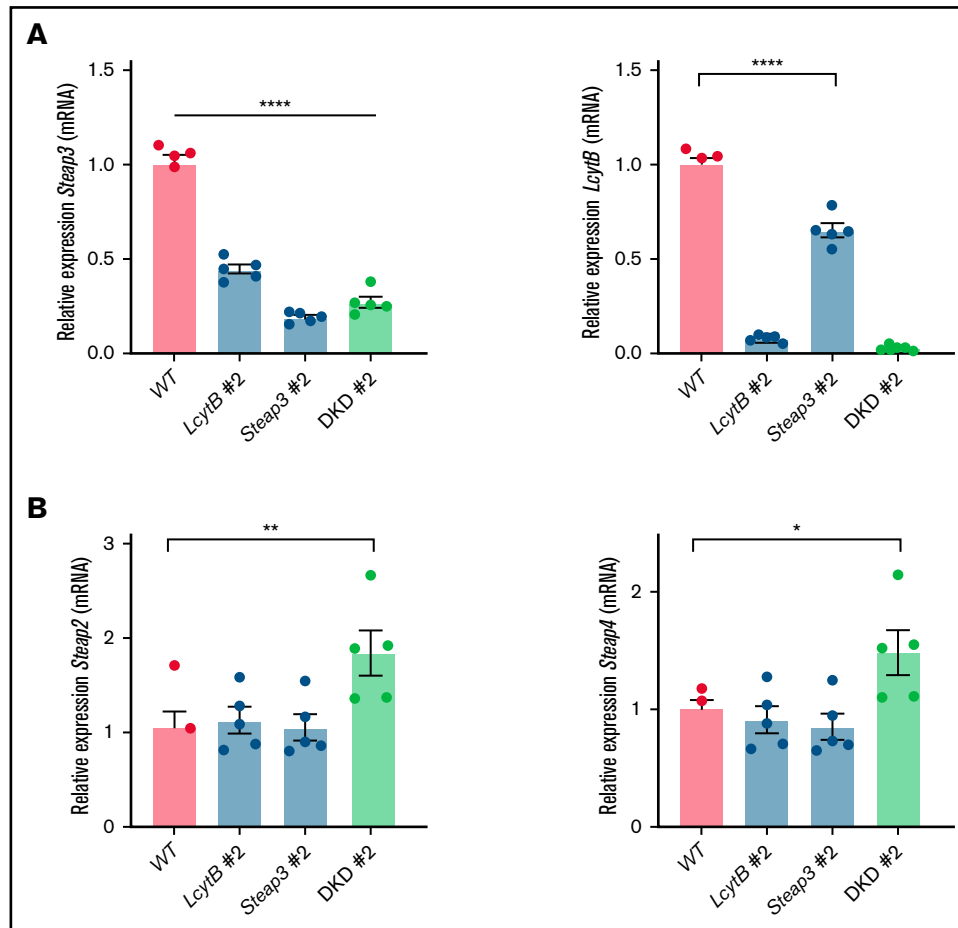 A
Relative expression Steap3 (mRNA)
1.5
1.0
0.5
0.0
****
WT
LcytB #2
Steap3 #2
DKD #2
Relative expression LcytB (mRNA)
1.5
1.0
0.5
0.0
****
WT
LcytB #2
Steap3 #2
DKD #2
B
Relative expression Steap2 (mRNA)
3
2
1
0
**
WT
LcytB #2
Steap3 #2
DKD #2
Relative expression Steap4 (mRNA)
2
1
0
*
WT
LcytB #2
Steap3 #2
DKD #2